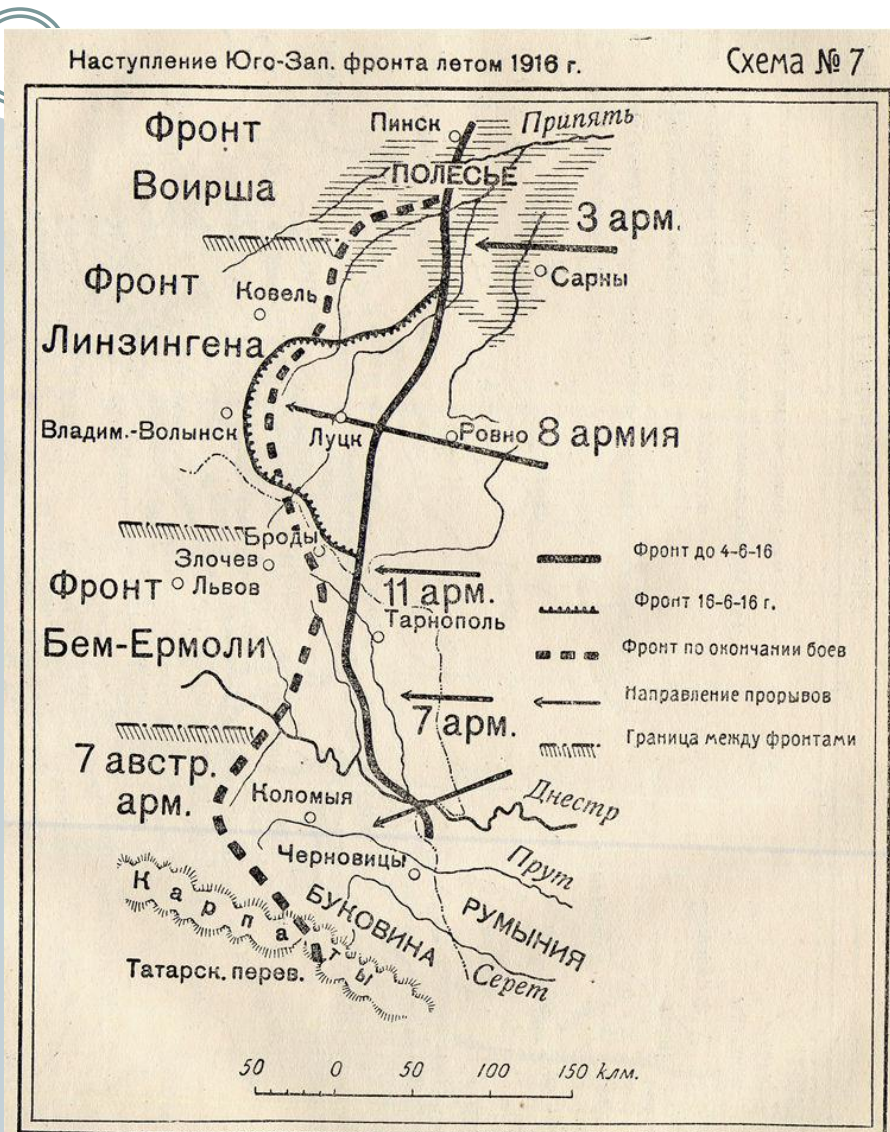 Наступление Юго-Зап. фронта летом 1916 г.
Схема № 7
Фронт
Воирша
Пинск
Припять
ПОЛЕСЬЕ
3 арм.
Сарны
Фронт
Линзингена
Ковель
Владим.-Волынск
Луцк
Ровно
8 армия
Броды
Злочев
Львов
Фронт
Бем-Ермоли
11 арм.
Тарнополь
7 арм.
Фронт до 4-6-16
Фронт 16-6-16 г.
Фронт по окончании боев
Направление прорывов
Граница между фронтами
7 австр.
арм.
Коломыя
Днестр
Черновицы
Прут
Карпаты
БУКОВИНА
РУМЫНИЯ
Татарск. перев.
Серет
50 0 50 100 150 клм.